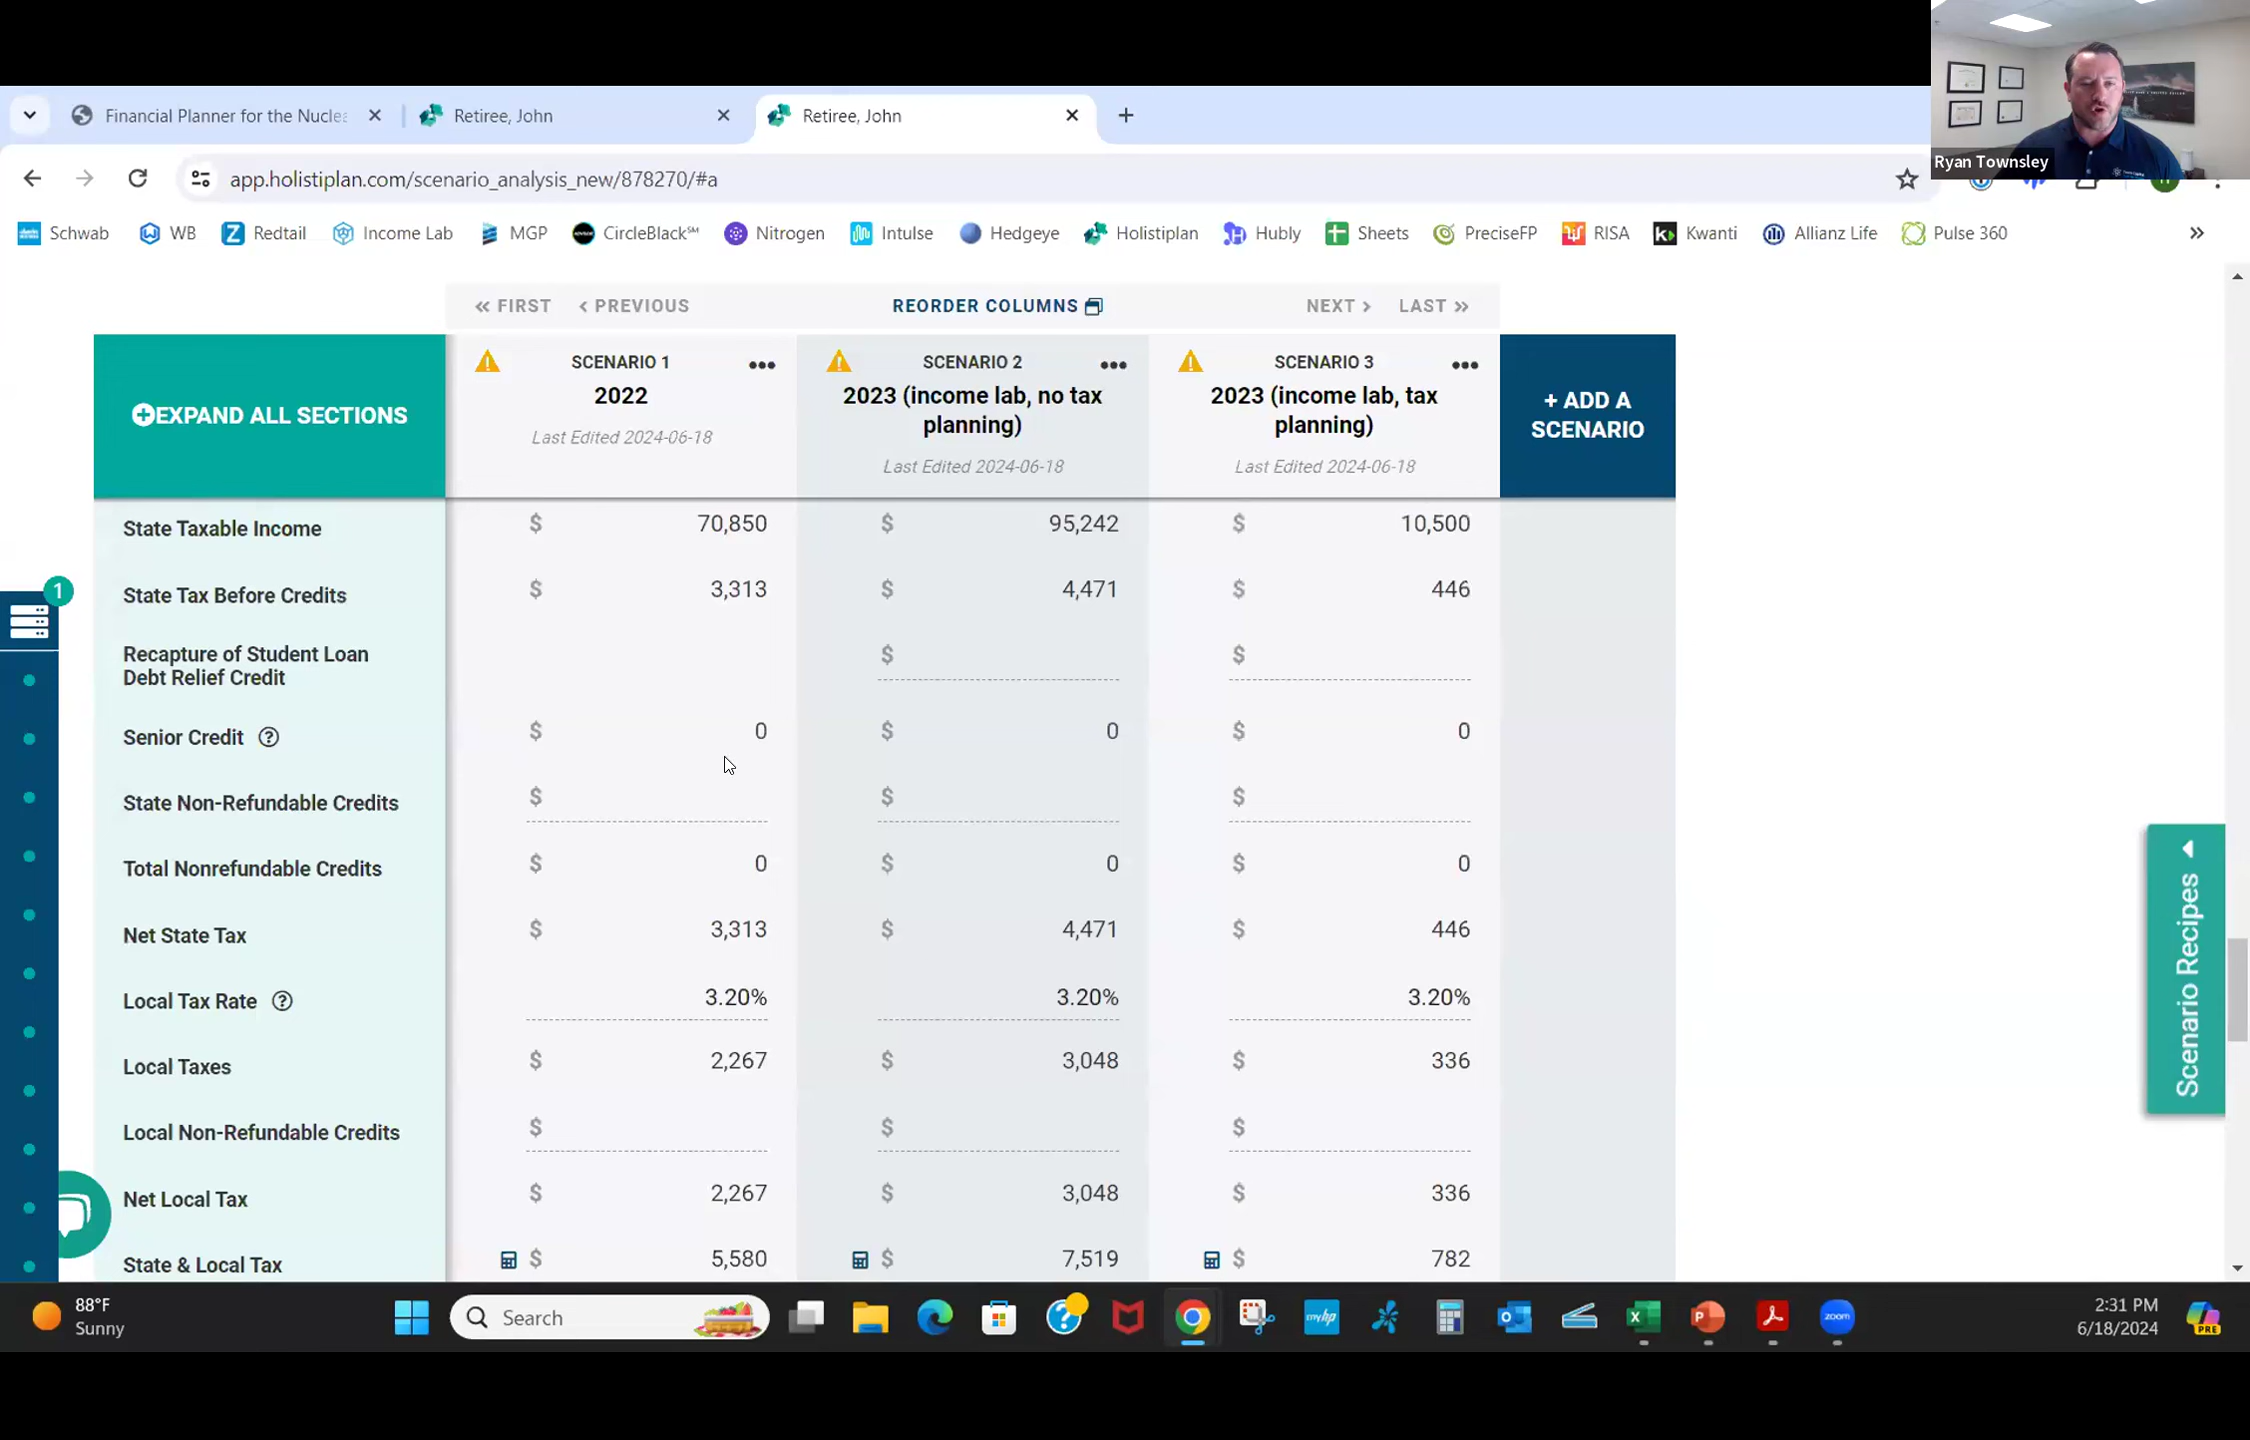 Financial Planner for the Nucle
Retiree, John
Retiree, John
Ryan Townsley
app.holistiplan.com/scenario_analysis_new/878270/#a
Schwab
WB
Redtail
Income Lab
MGP
CircleBlack℠
Nitrogen
Intulse
Hedgeye
Holistiplan
Hubly
Sheets
PreciseFP
RISA
Kwanti
Allianz Life
Pulse 360
FIRST
PREVIOUS
REORDER COLUMNS
NEXT
LAST
EXPAND ALL SECTIONS
SCENARIO 1
2022
Last Edited 2024-06-18
SCENARIO 2
2023 (income lab, no tax
planning)
Last Edited 2024-06-18
SCENARIO 3
2023 (income lab, tax
planning)
Last Edited 2024-06-18
+ ADD A
SCENARIO
State Taxable Income $ 70,850 $ 95,242 $ 10,500
1
State Tax Before Credits $ 3,313 $ 4,471 $ 446
Recapture of Student Loan
Debt Relief Credit $ $
Senior Credit ? $ 0 $ 0 $ 0
State Non-Refundable Credits $ $ $
Total Nonrefundable Credits $ 0 $ 0 $ 0
Net State Tax $ 3,313 $ 4,471 $ 446
Local Tax Rate ? 3.20% 3.20% 3.20%
Local Taxes $ 2,267 $ 3,048 $ 336
Local Non-Refundable Credits $ $ $
Net Local Tax $ 2,267 $ 3,048 $ 336
State & Local Tax $ 5,580 $ 7,519 $ 782
Scenario Recipes
88°F
Sunny
Search
myhp
zoom
2:31 PM
6/18/2024
PRE